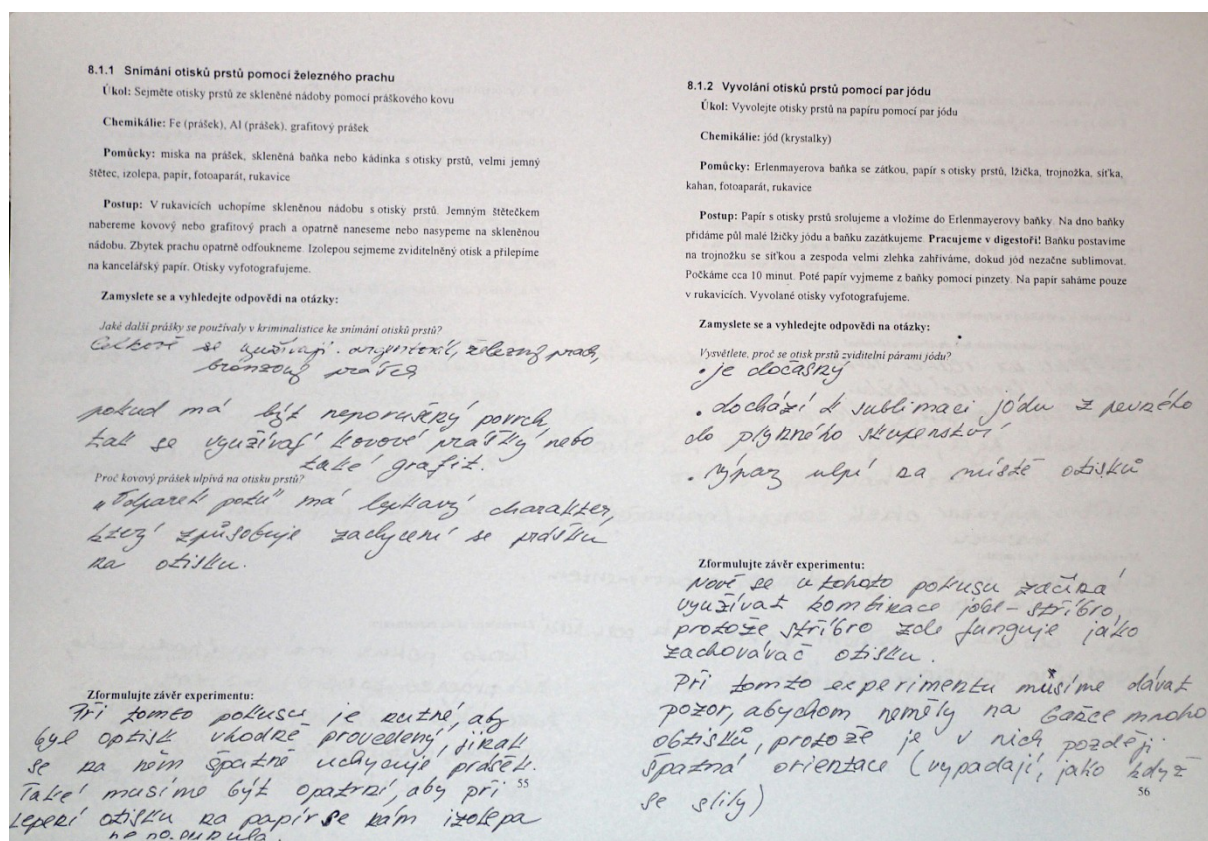 8.1.1 Snímání otisků prstů pomocí železného prachu
Úkol: Sejměte otisky prstů ze skleněné nádoby pomocí práškového kovu
Chemikálie: Fe (prášek), Al (prášek), grafitový prášek
Pomůcky: miska na prášek, skleněná baňka nebo kádinka s otisky prstů, velmi jemný
štětec, izolepa, papír, fotoaparát, rukavice
Postup: V rukavicích uchopíme skleněnou nádobu s otisky prstů. Jemným štětečkem
nabereme kovový nebo grafitový prach a opatrně naneseme nebo nasypeme na skleněnou
nádobu. Zbytek prachu opatrně odfoukneme. Izolepou sejmeme zviditelněný otisk a přilepíme
na kancelářský papír. Otisky vyfotografujeme.
Zamyslete se a vyhledejte odpovědi na otázky:
Jaké další prášky se používaly v kriminalistice ke snímání otisků prstů?
Celkově se využívají argentorát, železný prach,
bronzový prášek
pokud má být neporušený povrch,
tak se využívají kovové prášky nebo
také grafit.
Proč kovový prášek ulpívá na otisku prstů?
potu" má lepkavý charakter,
který způsobuje zachycení se prášku
na otisku.
Zformulujte závěr experimentu:
Při tomto pokusu je nutné, aby
byl vhodně provedený, jinak
se na něm špatně uchycuje prášek.
Také musíme být opatrní, aby při
lepení otisku na papír se nám izolepa
55
8.1.2 Vyvolání otisků prstů pomocí par jódu
Úkol: Vyvolejte otisky prstů na papíru pomocí par jódu
Chemikálie: jód (krystalky)
Pomůcky: Erlenmayerova baňka se zátkou, papír s otisky prstů, lžička, trojnožka, síťka,
kahan, fotoaparát, rukavice
Postup: Papír s otisky prstů srolujeme a vložíme do Erlenmayerovy baňky. Na dno baňky
přidáme půl malé lžičky jódu a baňku zazátkujeme. Pracujeme v digestoři! Baňku postavíme
na trojnožku se síťkou a zespoda velmi zlehka zahříváme, dokud jód nezačne sublimovat.
Počkáme cca 10 minut. Poté papír vyjmeme z baňky pomocí pinzety. Na papír saháme pouze
v rukavicích. Vyvolané otisky vyfotografujeme.
Zamyslete se a vyhledejte odpovědi na otázky:
Vysvětlete, proč se otisk prstů zviditelní párami jódu?
• je dočasný
• dochází k sublimaci jódu z pevného
do plynného skupenství
• výpar ulpí na místě otisků
Zformulujte závěr experimentu:
Nově se u tohoto pokusu začíná
využívat kombinace jód - stříbro,
protože stříbro zde funguje jako
zachovávač otisku.
Při tomto experimentu musíme dávat
pozor, abychom neměly na baňce mnoho
obtisků, protože je v nich později
špatná orientace (vypadají, jako když
se slily)
56